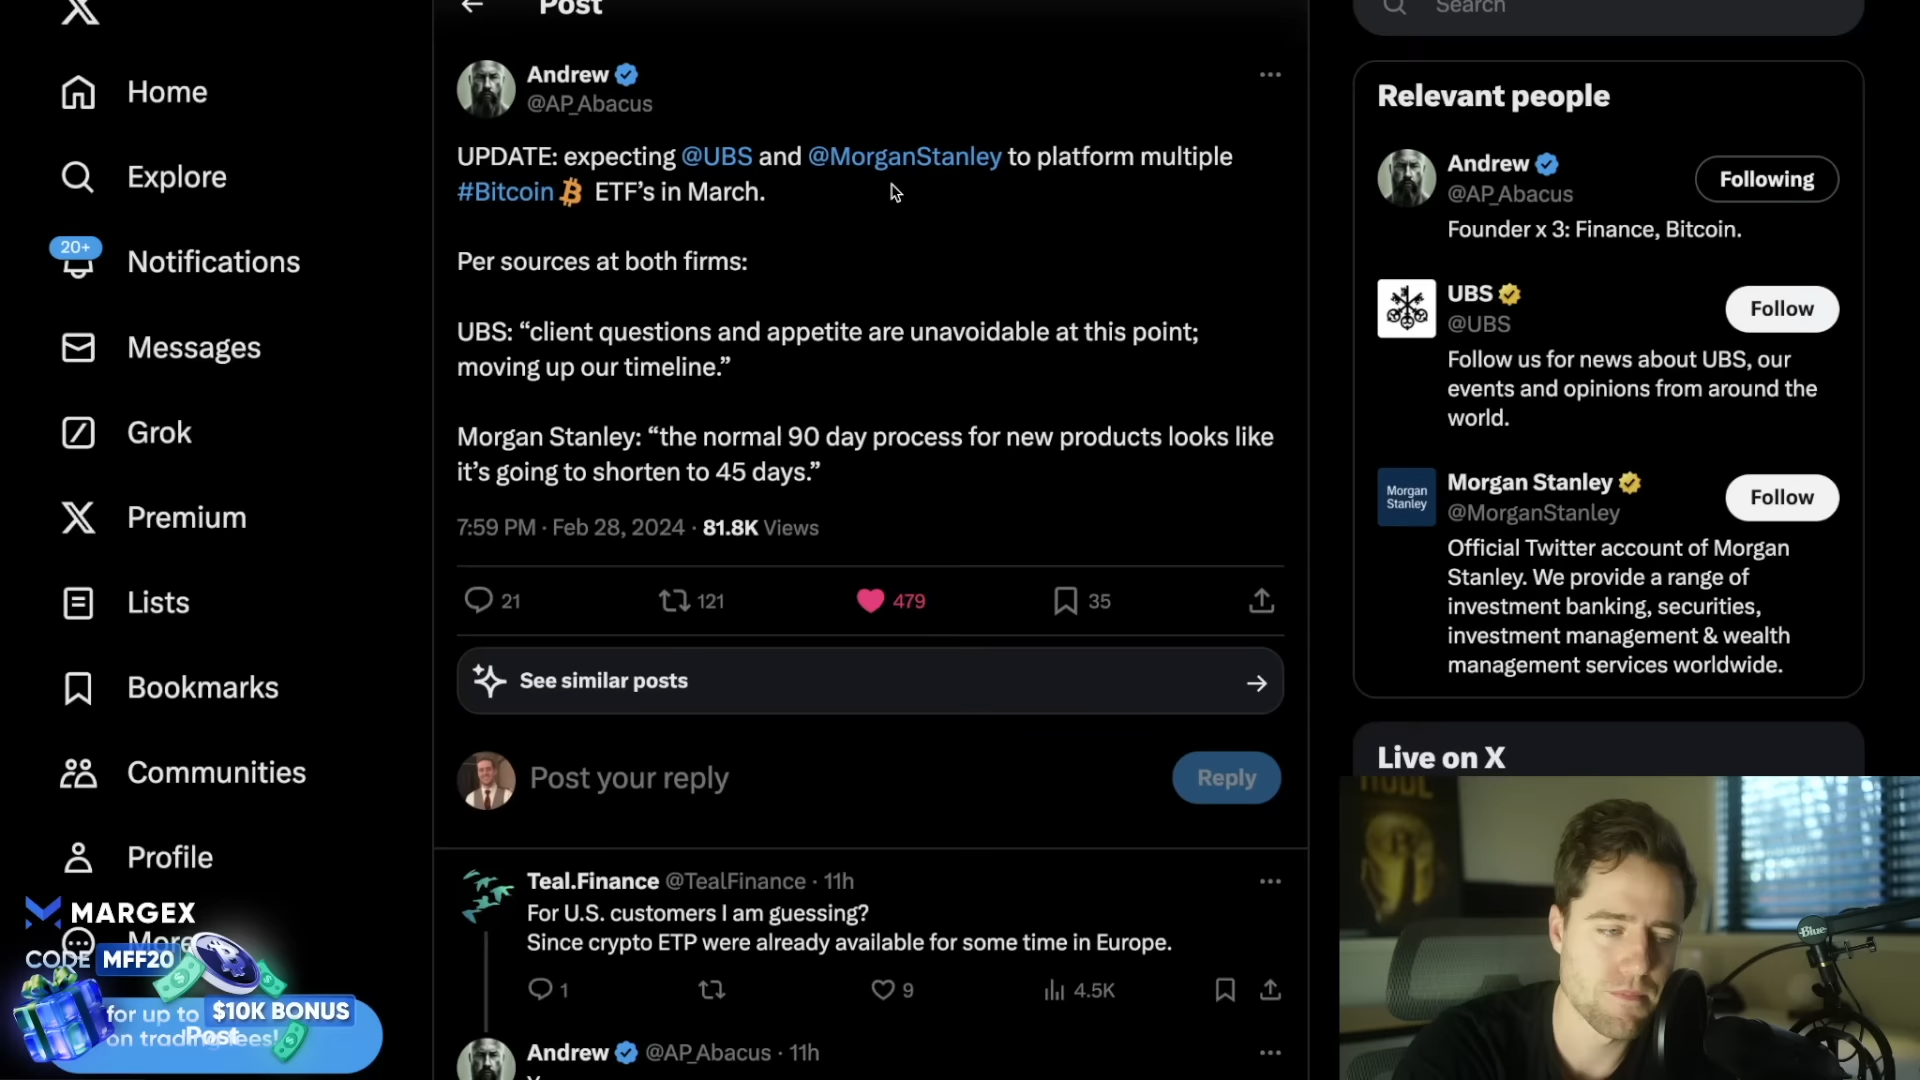 Home
Explore
20+
Notifications
Messages
Grok
Premium
Lists
Bookmarks
Communities
Profile
More
Post
MARGEX
CODE MFF20
for up to $10K BONUS
on trading fees!
Post
Andrew
@AP_Abacus
UPDATE: expecting @UBS and @MorganStanley to platform multiple
#Bitcoin ETF’s in March.
Per sources at both firms:
UBS: “client questions and appetite are unavoidable at this point;
moving up our timeline.”
Morgan Stanley: “the normal 90 day process for new products looks like
it’s going to shorten to 45 days.”
7:59 PM · Feb 28, 2024 · 81.8K Views
21 121 479 35
See similar posts
Post your reply
Reply
Teal.Finance @TealFinance · 11h
For U.S. customers I am guessing?
Since crypto ETP were already available for some time in Europe.
1 9 4.5K
Andrew @AP_Abacus · 11h
Search
Relevant people
Andrew
@AP_Abacus
Following
Founder x 3: Finance, Bitcoin.
UBS
@UBS
Follow
Follow us for news about UBS, our
events and opinions from around the
world.
Morgan
Stanley
Morgan Stanley
@MorganStanley
Follow
Official Twitter account of Morgan
Stanley. We provide a range of
investment banking, securities,
investment management & wealth
management services worldwide.
Live on X
Blue